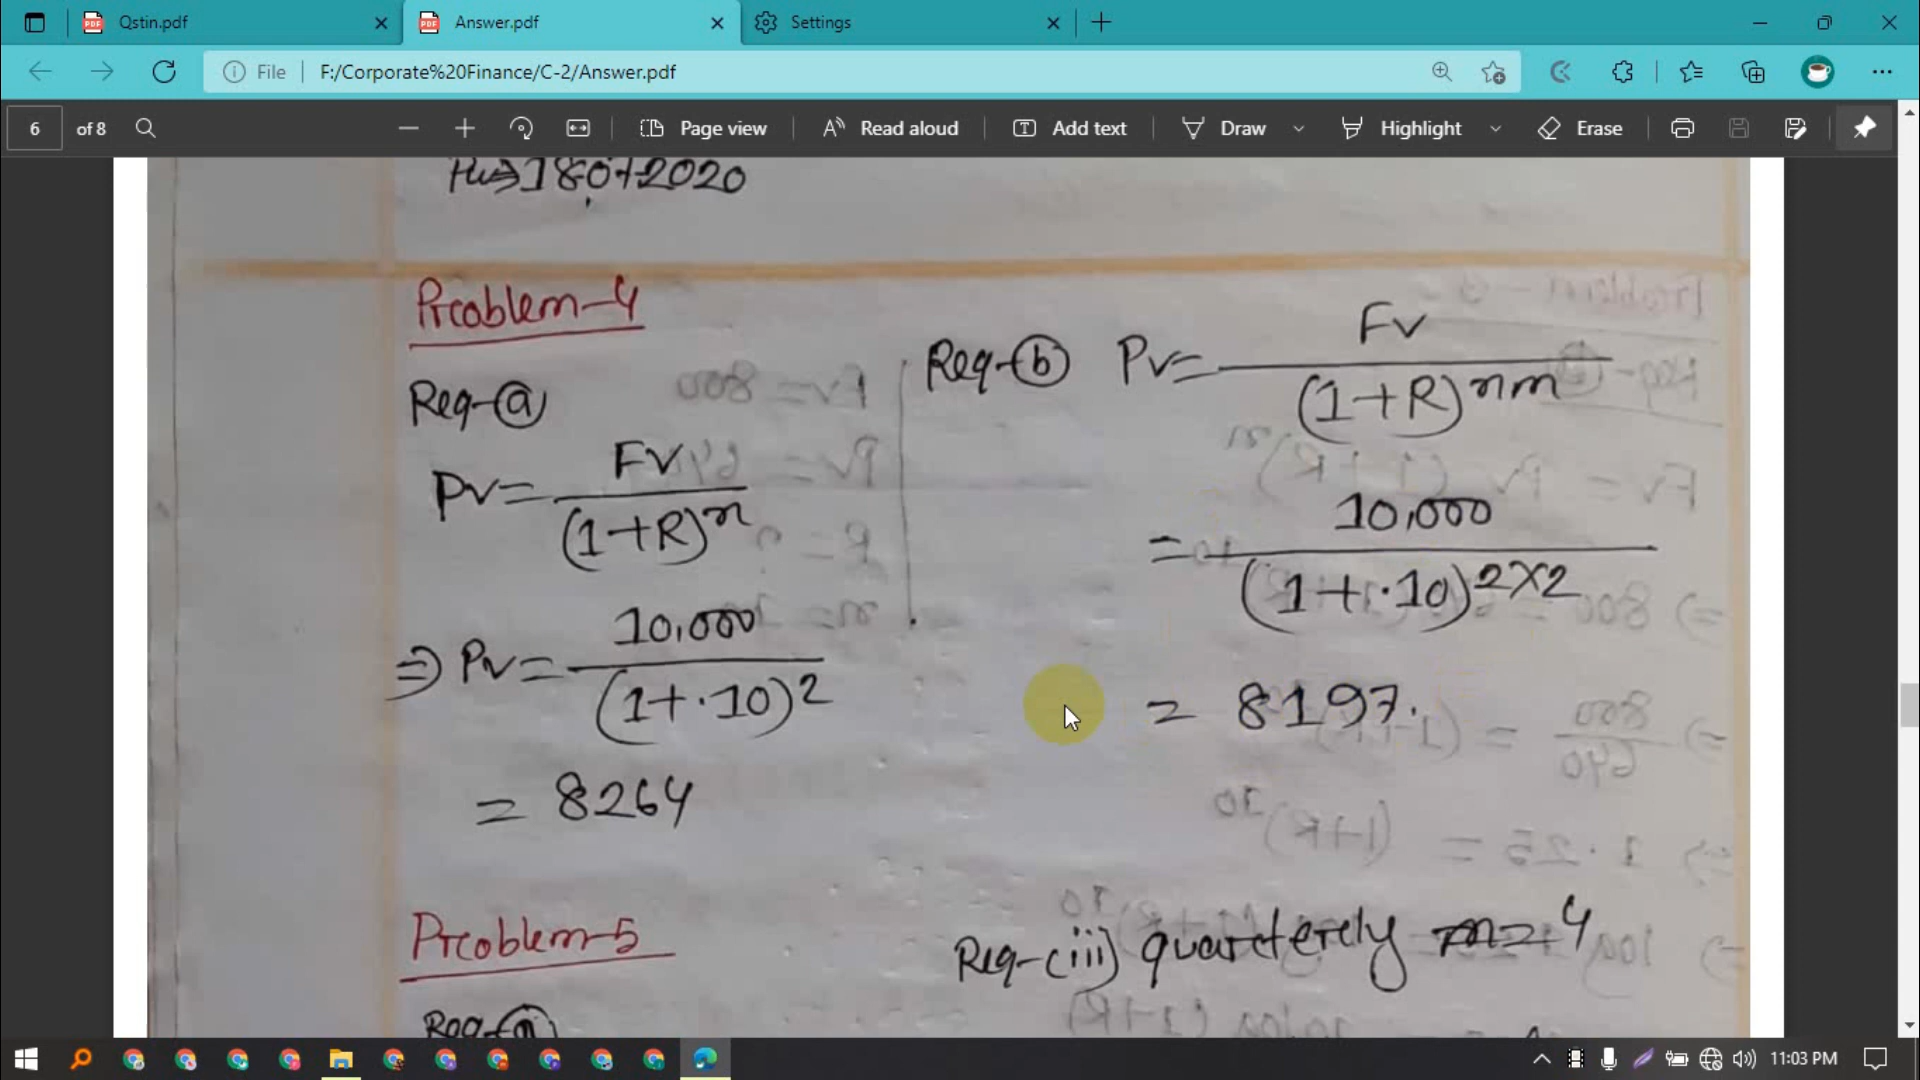 Qstin.pdf
Answer.pdf
Settings
File
F:/Corporate%20Finance/C-2/Answer.pdf
6 of 8
Page view
Read aloud
Add text
Draw
Highlight
Erase
180+2020
Problem-4
Req-(a)
Pv = Fv / (1+R)^n
⇒ Pv = 10,000 / (1+.10)^2
= 8264
Req-(b) Pv = Fv / (1+R)^nm
= 10,000 / (1+.10)^2×2
= 8197.
Problem-5
Req-(iii) quarterly m=4
11:03 PM